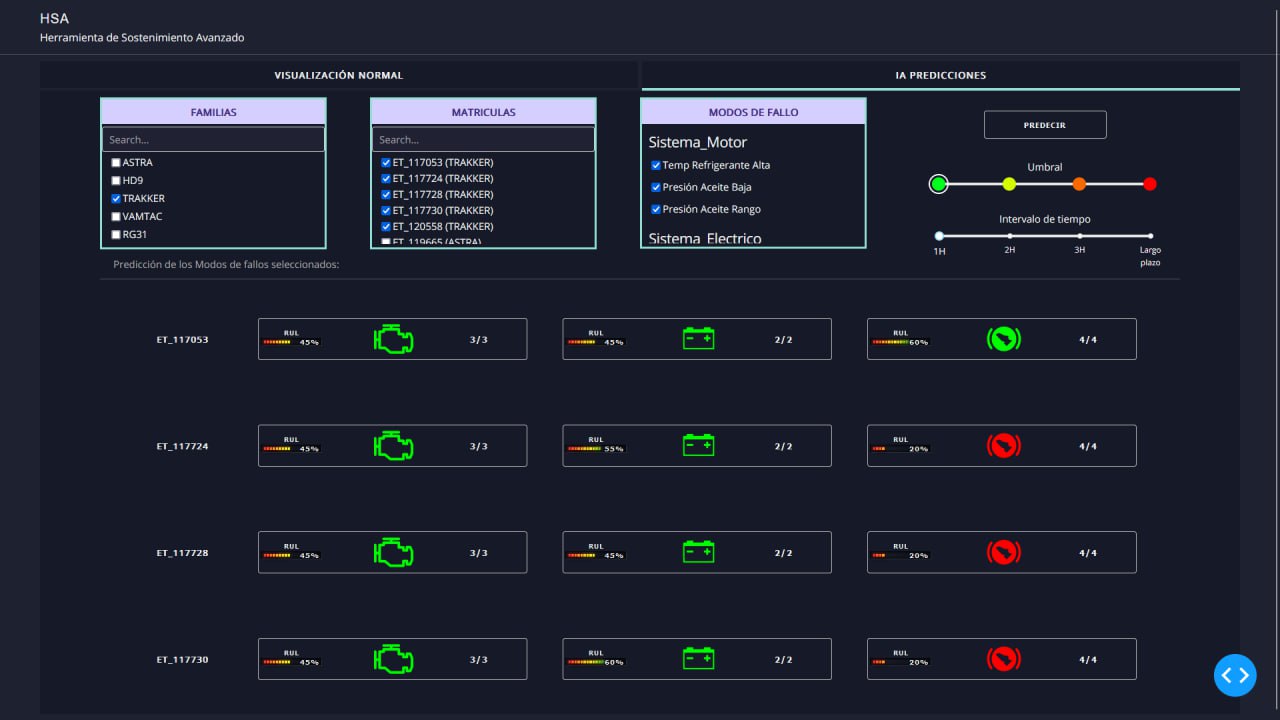 HSA
Herramienta de Sostenimiento Avanzado
VISUALIZACIÓN NORMAL
IA PREDICCIONES
FAMILIAS
Search...
ASTRA
HD9
TRAKKER
VAMTAC
RG31
MATRICULAS
Search...
ET_117053 (TRAKKER)
ET_117724 (TRAKKER)
ET_117728 (TRAKKER)
ET_117730 (TRAKKER)
ET_120558 (TRAKKER)
ET_119665 (ASTRA)
MODOS DE FALLO
Sistema_Motor
Temp Refrigerante Alta
Presión Aceite Baja
Presión Aceite Rango
Sistema_Electrico
PREDECIR
Umbral
Intervalo de tiempo
1H 2H 3H Largo
plazo
Predicción de los Modos de fallos seleccionados:
ET_117053
RUL
45%
3/3
RUL
45%
2/2
RUL
60%
4/4
ET_117724
RUL
45%
3/3
RUL
55%
2/2
RUL
20%
4/4
ET_117728
RUL
45%
3/3
RUL
45%
2/2
RUL
20%
4/4
ET_117730
RUL
45%
3/3
RUL
60%
2/2
RUL
20%
4/4